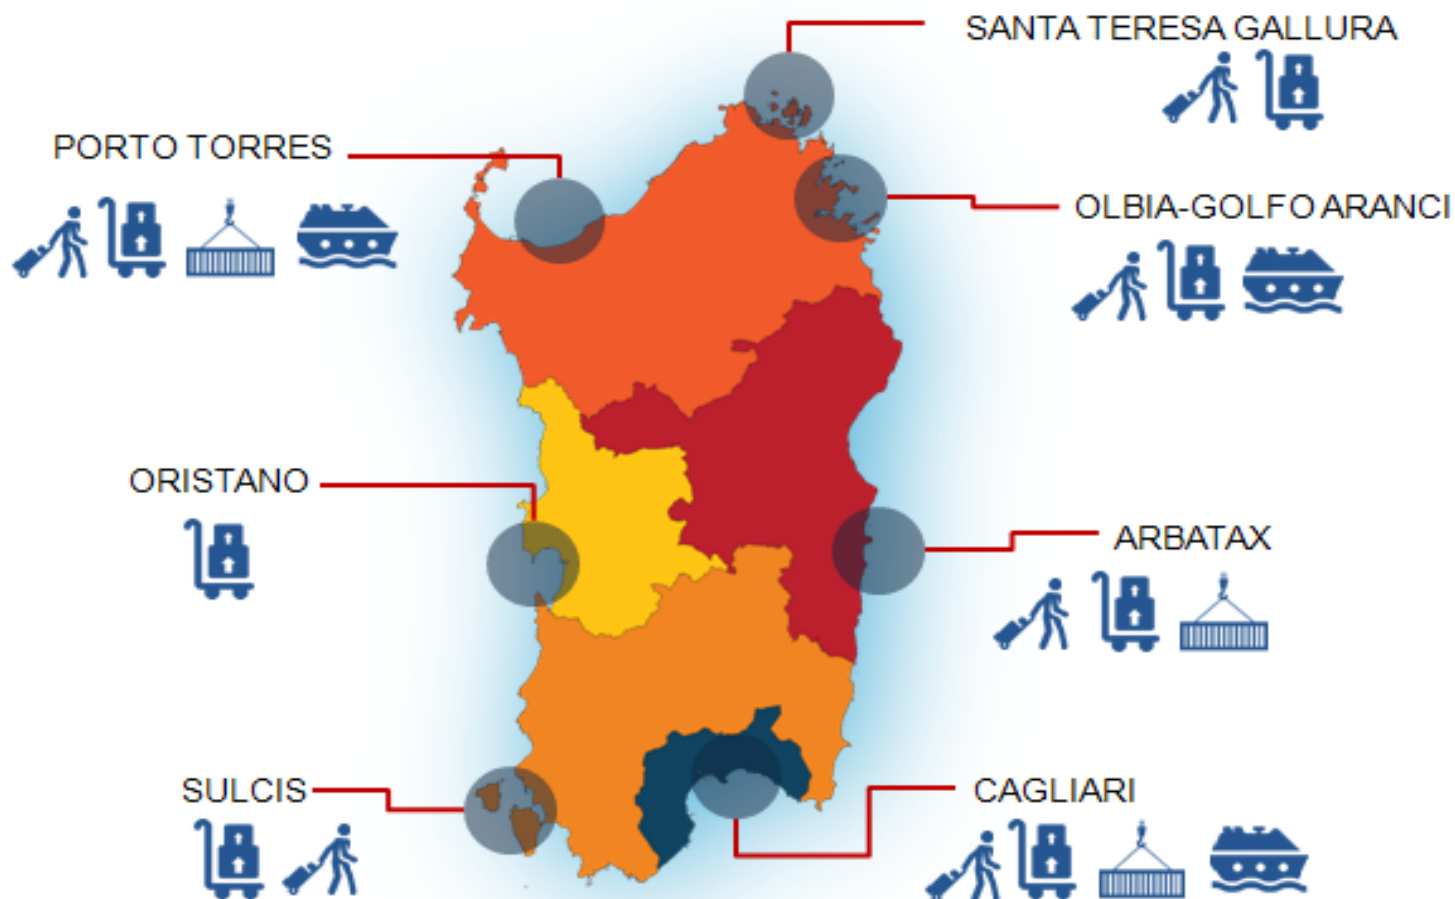 SANTA TERESA GALLURA
PORTO TORRES
OLBIA-GOLFO ARANCI
ORISTANO
ARBATAX
SULCIS
CAGLIARI